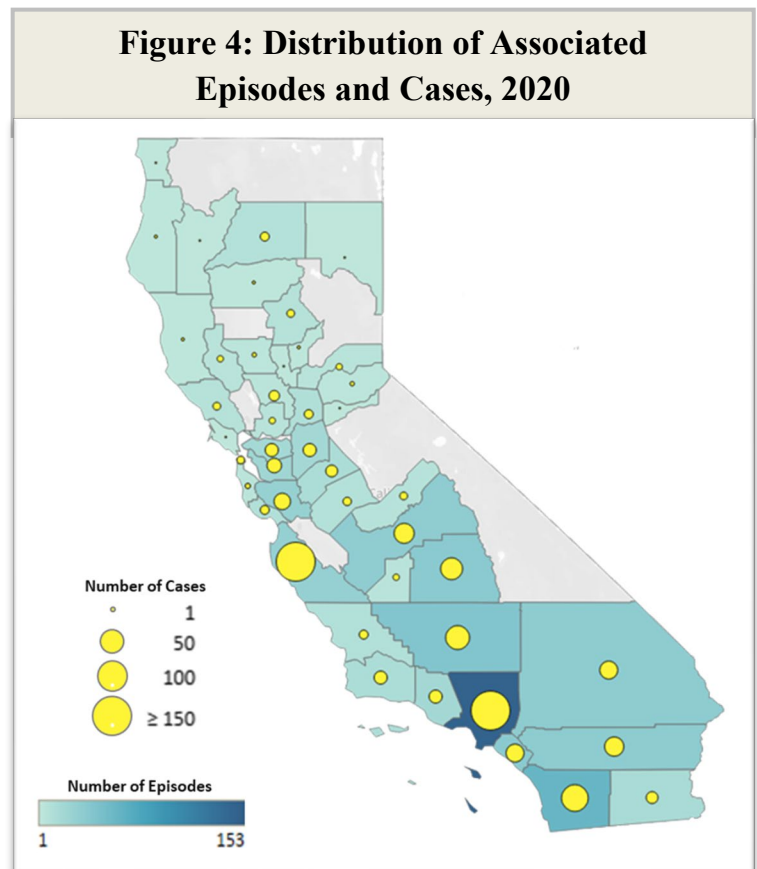 Figure 4: Distribution of Associated
Episodes and Cases, 2020
Number of Cases
1
50
100
≥ 150
Number of Episodes
1 153